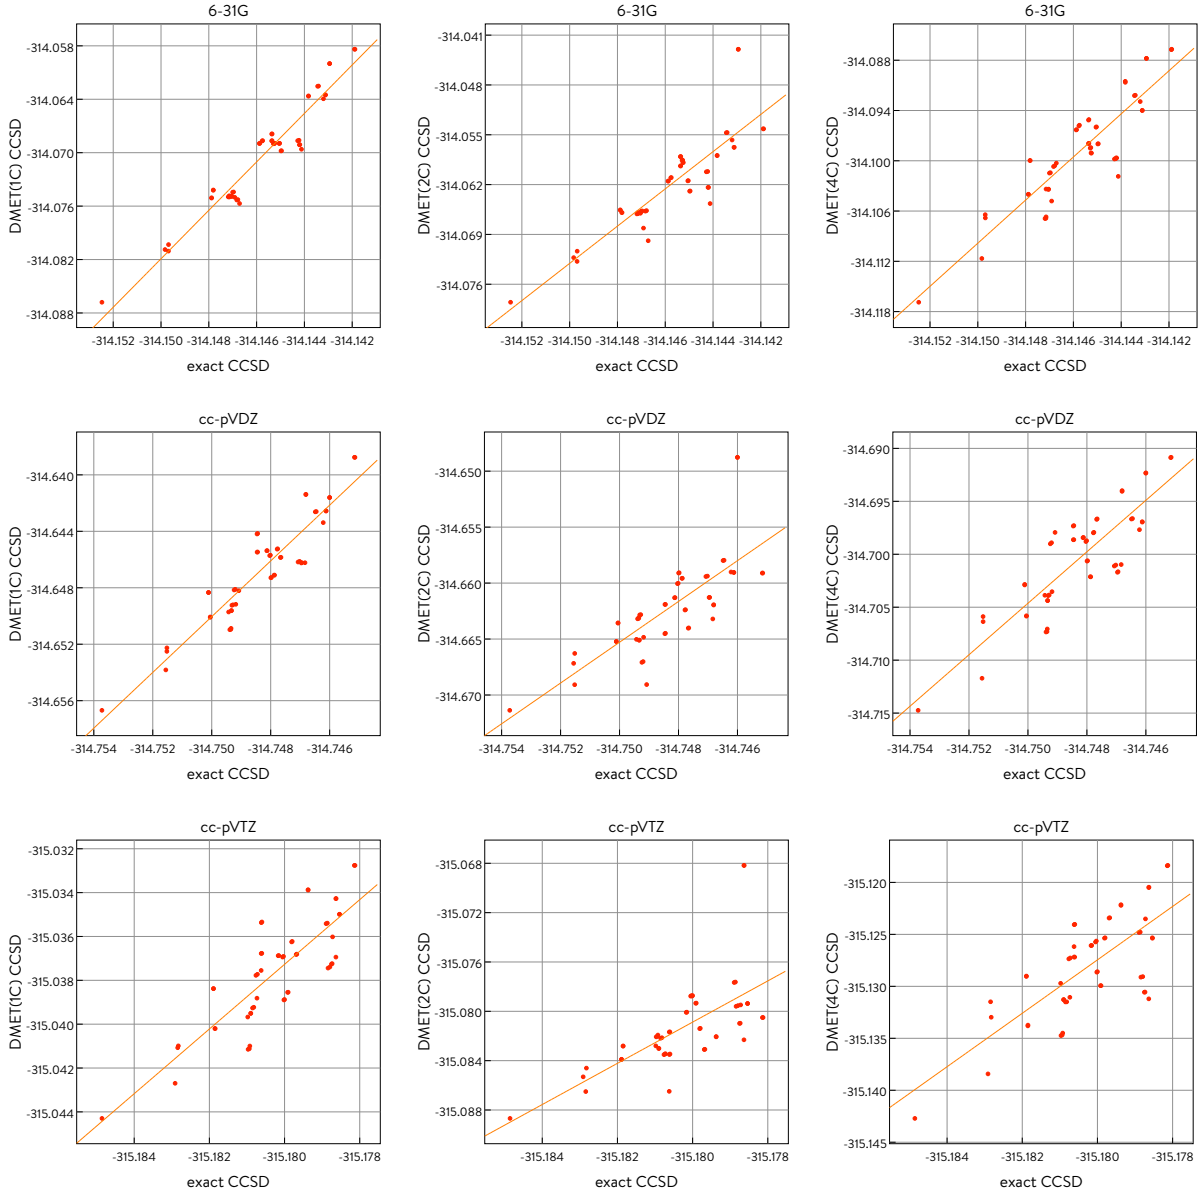 6-31G
-314.058
-314.064
-314.070
-314.076
-314.082
-314.088
DMET(1C) CCSD
-314.152 -314.150 -314.148 -314.146 -314.144 -314.142
exact CCSD
6-31G
-314.041
-314.048
-314.055
-314.062
-314.069
-314.076
DMET(2C) CCSD
-314.152 -314.150 -314.148 -314.146 -314.144 -314.142
exact CCSD
6-31G
-314.088
-314.094
-314.100
-314.106
-314.112
-314.118
DMET(4C) CCSD
-314.152 -314.150 -314.148 -314.146 -314.144 -314.142
exact CCSD
cc-pVDZ
-314.640
-314.644
-314.648
-314.652
-314.656
DMET(1C) CCSD
-314.754 -314.752 -314.750 -314.748 -314.746
exact CCSD
cc-pVDZ
-314.650
-314.655
-314.660
-314.665
-314.670
DMET(2C) CCSD
-314.754 -314.752 -314.750 -314.748 -314.746
exact CCSD
cc-pVDZ
-314.690
-314.695
-314.700
-314.705
-314.710
-314.715
DMET(4C) CCSD
-314.754 -314.752 -314.750 -314.748 -314.746
exact CCSD
cc-pVTZ
-315.032
-315.034
-315.036
-315.038
-315.040
-315.042
-315.044
DMET(1C) CCSD
-315.184 -315.182 -315.180 -315.178
exact CCSD
cc-pVTZ
-315.068
-315.072
-315.076
-315.080
-315.084
-315.088
DMET(2C) CCSD
-315.184 -315.182 -315.180 -315.178
exact CCSD
cc-pVTZ
-315.120
-315.125
-315.130
-315.135
-315.140
-315.145
DMET(4C) CCSD
-315.184 -315.182 -315.180 -315.178
exact CCSD